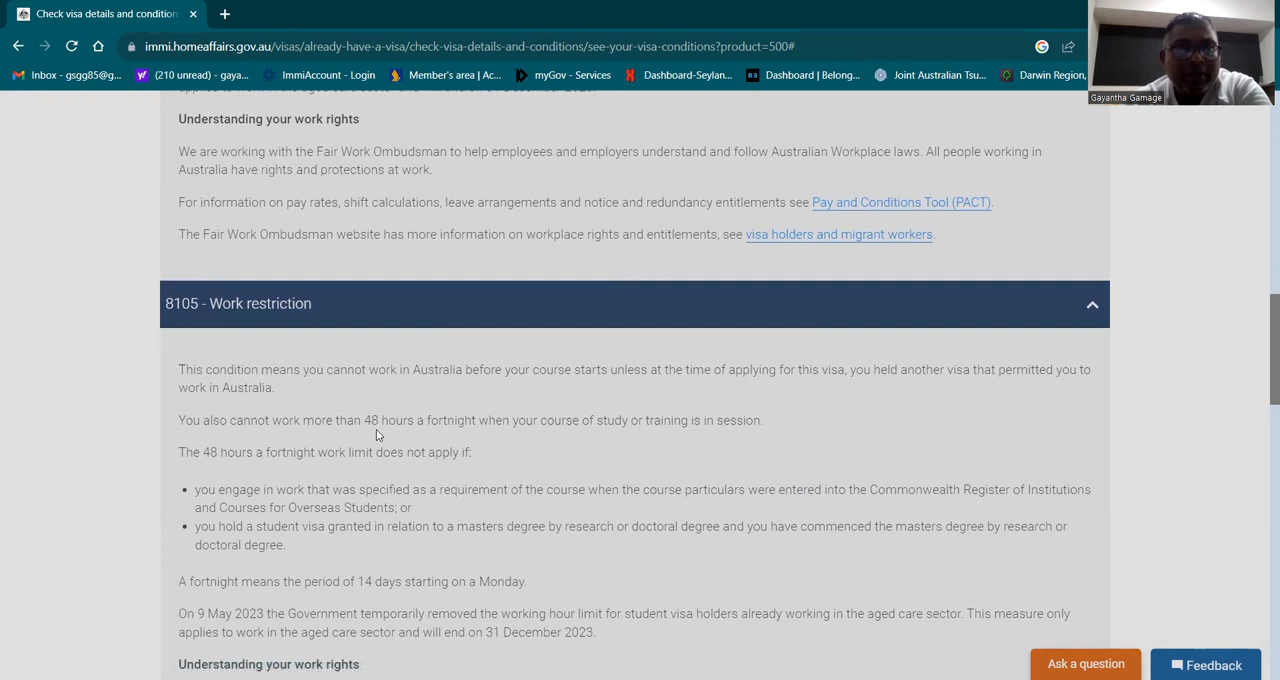 Check visa details and condition
immi.homeaffairs.gov.au/visas/already-have-a-visa/check-visa-details-and-conditions/see-your-visa-conditions?product=500#
Inbox - gsgg85@g...
(210 unread) - gaya...
ImmiAccount - Login
Member's area | Ac...
myGov - Services
Dashboard-Seylan...
Dashboard | Belong...
Joint Australian Tsu...
Darwin Region,
Gayantha Gamage
Understanding your work rights
We are working with the Fair Work Ombudsman to help employees and employers understand and follow Australian Workplace laws. All people working in
Australia have rights and protections at work.
For information on pay rates, shift calculations, leave arrangements and notice and redundancy entitlements see Pay and Conditions Tool (PACT).
The Fair Work Ombudsman website has more information on workplace rights and entitlements, see visa holders and migrant workers.
8105 - Work restriction
This condition means you cannot work in Australia before your course starts unless at the time of applying for this visa, you held another visa that permitted you to
work in Australia.
You also cannot work more than 48 hours a fortnight when your course of study or training is in session.
The 48 hours a fortnight work limit does not apply if:
• you engage in work that was specified as a requirement of the course when the course particulars were entered into the Commonwealth Register of Institutions
and Courses for Overseas Students; or
• you hold a student visa granted in relation to a masters degree by research or doctoral degree and you have commenced the masters degree by research or
doctoral degree.
A fortnight means the period of 14 days starting on a Monday.
On 9 May 2023 the Government temporarily removed the working hour limit for student visa holders already working in the aged care sector. This measure only
applies to work in the aged care sector and will end on 31 December 2023.
Understanding your work rights
Ask a question
Feedback